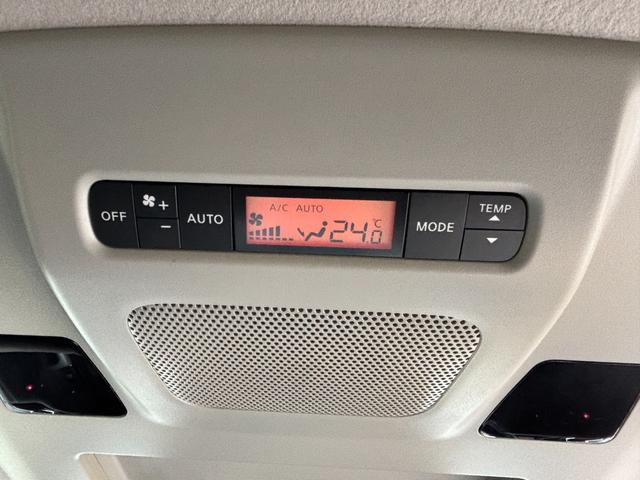 OFF + - AUTO
A/C AUTO
24.0 °C
MODE
TEMP